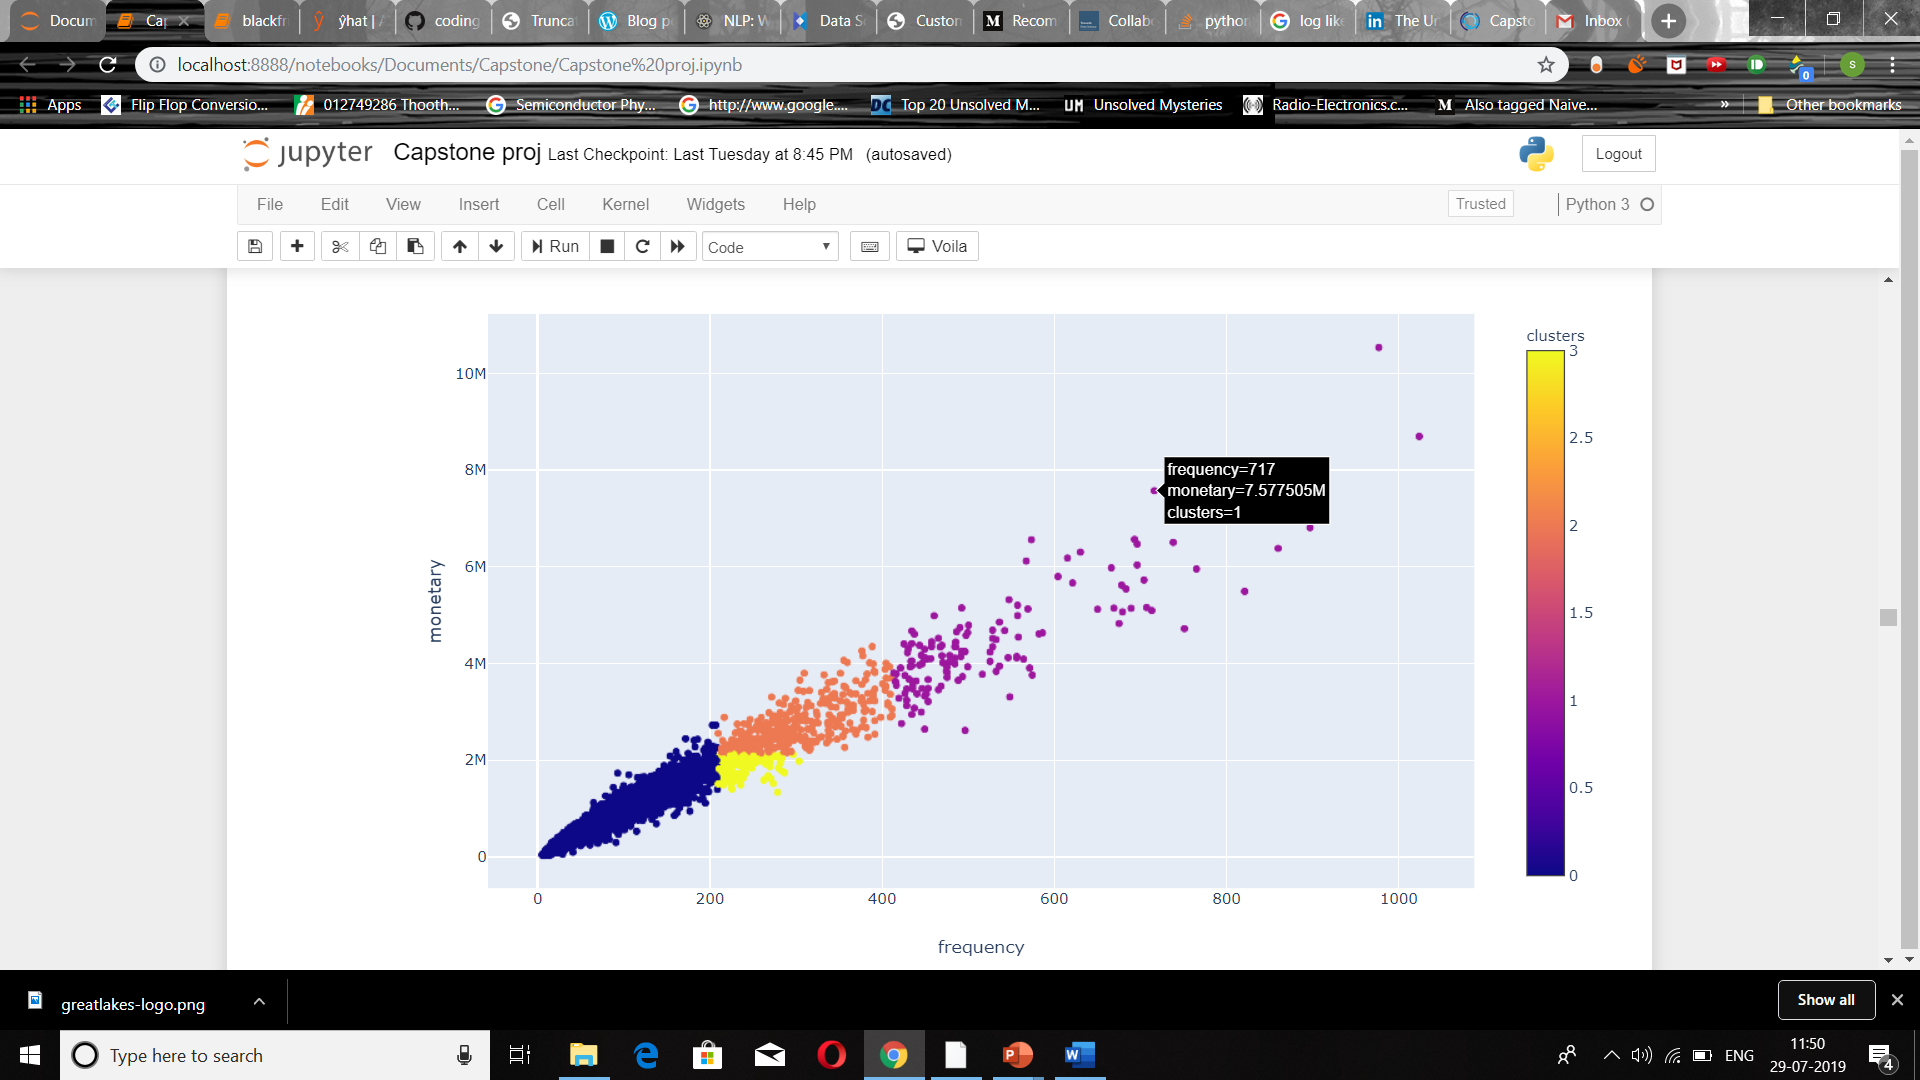 Docum
Cap
blackfr
ŷhat | A
coding
Truncat
Blog p
NLP: W
Data S
Custom
Recom
Collab
python
log like
The Ur
Capsto
Inbox (
localhost:8888/notebooks/Documents/Capstone/Capstone%20proj.ipynb
0
s
Apps
Flip Flop Conversio...
012749286 Thooth...
Semiconductor Phy...
http://www.google....
Top 20 Unsolved M...
Unsolved Mysteries
Radio-Electronics.c...
Also tagged Naive...
»
Other bookmarks
jupyter
Capstone proj Last Checkpoint: Last Tuesday at 8:45 PM (autosaved)
Logout
File
Edit
View
Insert
Cell
Kernel
Widgets
Help
Trusted
Python 3
Run
Code
Voila
clusters
3
2.5
2
1.5
1
0.5
0
10M
8M
6M
4M
2M
0
monetary
frequency=717
monetary=7.577505M
clusters=1
0
200
400
600
800
1000
frequency
greatlakes-logo.png
Show all
Type here to search
ENG
11:50
29-07-2019
4